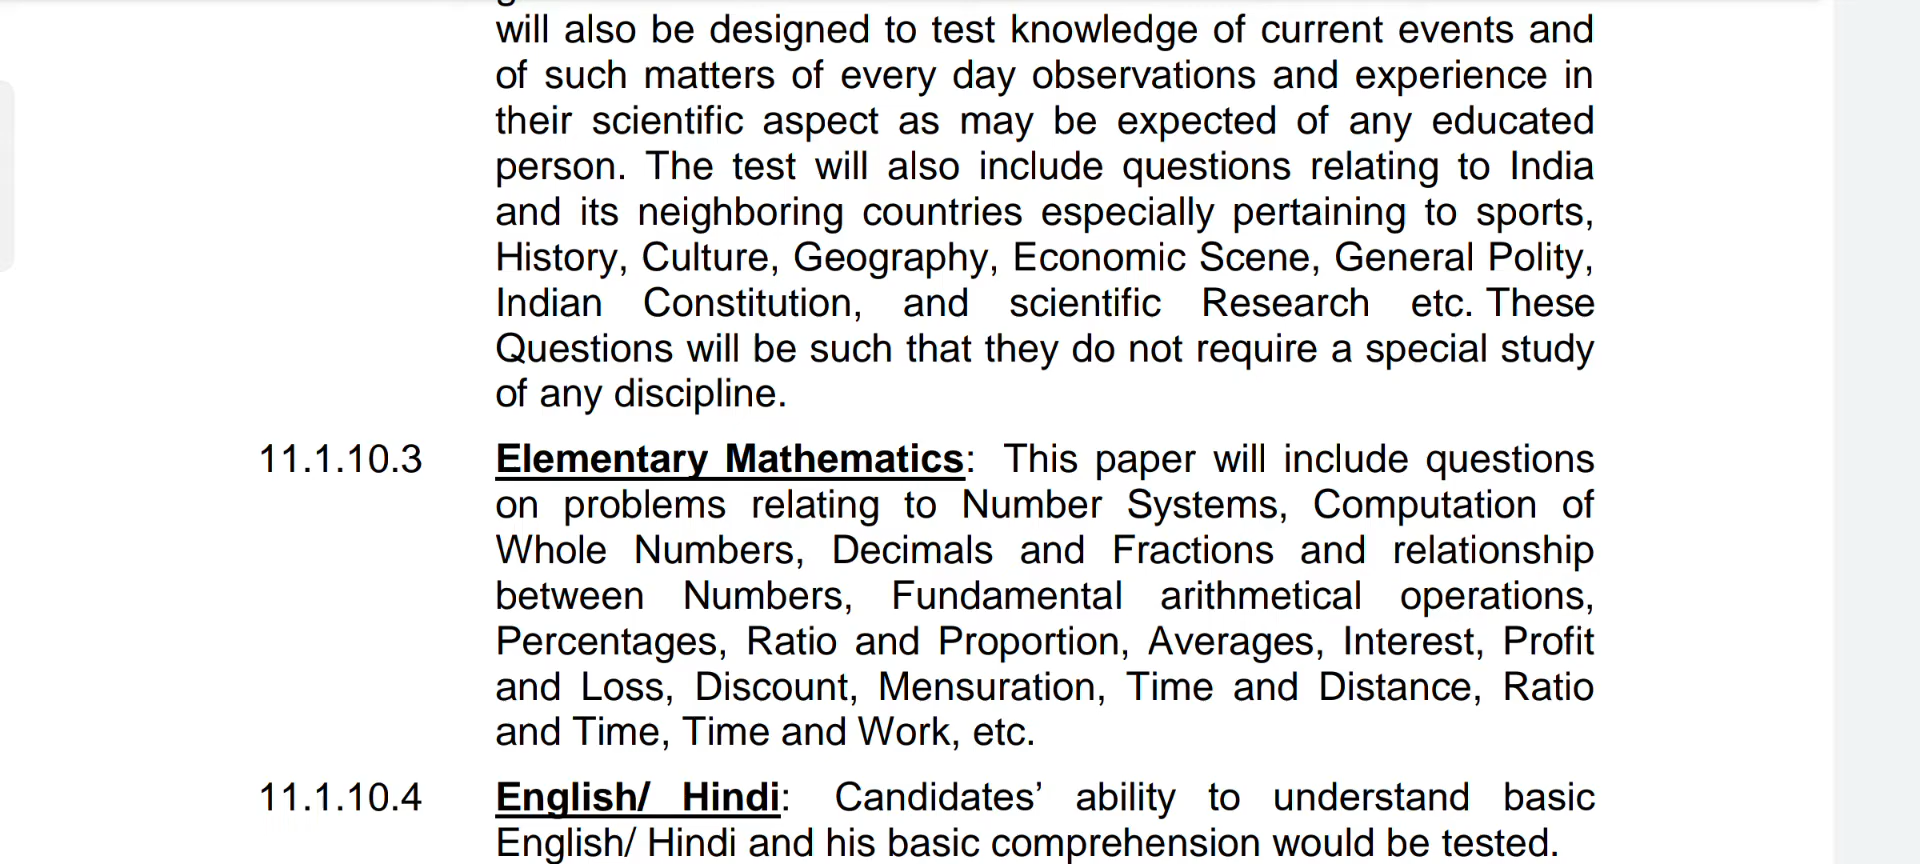 will also be designed to test knowledge of current events and
of such matters of every day observations and experience in
their scientific aspect as may be expected of any educated
person. The test will also include questions relating to India
and its neighboring countries especially pertaining to sports,
History, Culture, Geography, Economic Scene, General Polity,
Indian Constitution, and scientific Research etc. These
Questions will be such that they do not require a special study
of any discipline.
11.1.10.3 Elementary Mathematics: This paper will include questions
on problems relating to Number Systems, Computation of
Whole Numbers, Decimals and Fractions and relationship
between Numbers, Fundamental arithmetical operations,
Percentages, Ratio and Proportion, Averages, Interest, Profit
and Loss, Discount, Mensuration, Time and Distance, Ratio
and Time, Time and Work, etc.
11.1.10.4 English/ Hindi: Candidates’ ability to understand basic
English/ Hindi and his basic comprehension would be tested.